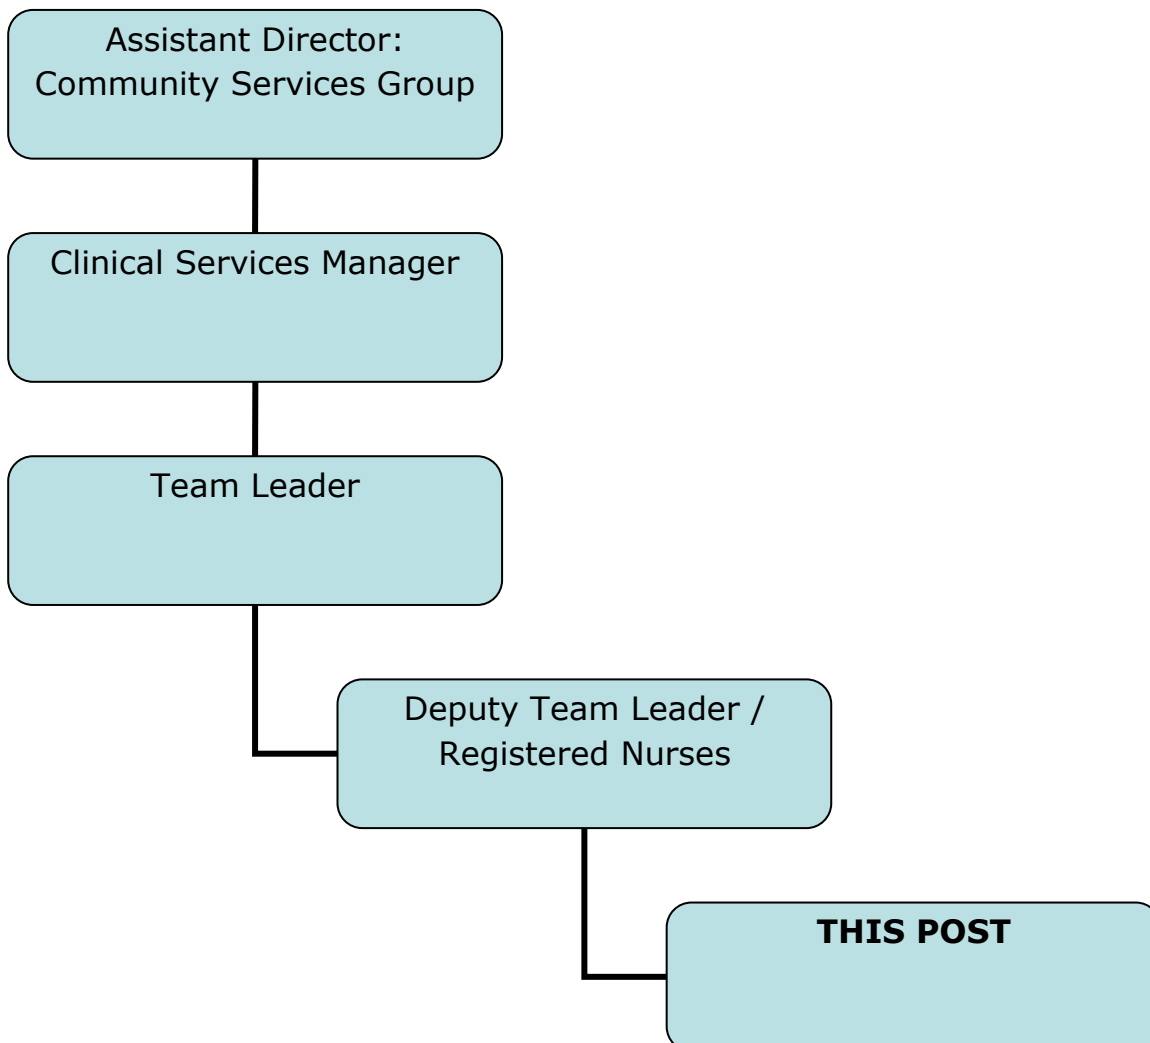 Assistant Director:
Community Services Group
Clinical Services Manager
Team Leader
Deputy Team Leader /
Registered Nurses
THIS POST